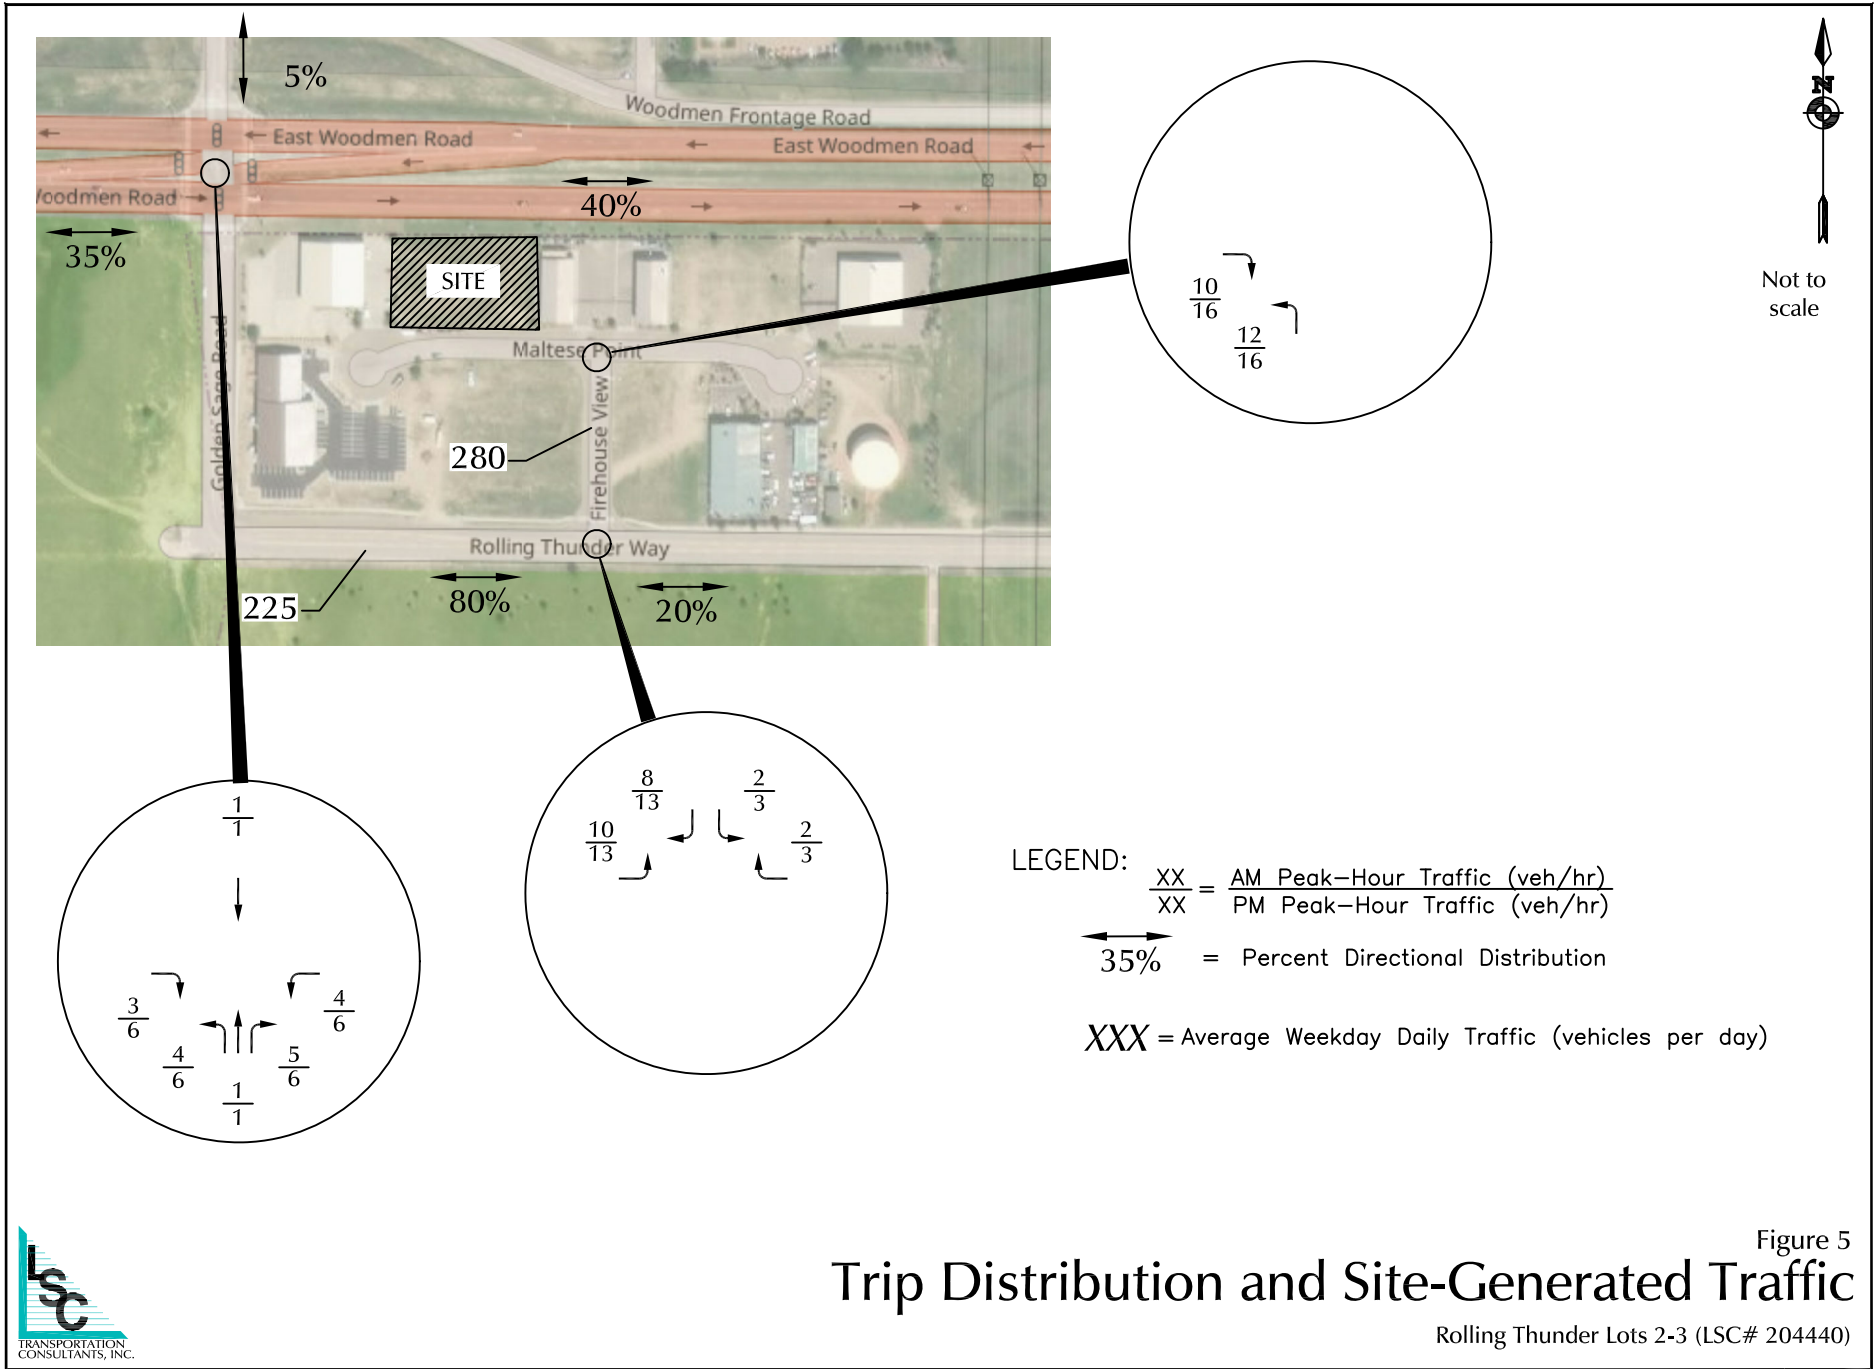 5%
Woodmen Frontage Road
East Woodmen Road
East Woodmen Road
Woodmen Road
40%
35%
SITE
Maltese Point
Golden Sage Road
Firehouse View
280
Rolling Thunder Way
225
80%
20%
N
Not to
scale
10
16
12
16
1
1
3
6
4
6
4
6
5
6
1
1
8
13
2
3
10
13
2
3
LEGEND:
XX = AM Peak-Hour Traffic (veh/hr)
XX PM Peak-Hour Traffic (veh/hr)
35% = Percent Directional Distribution
XXX = Average Weekday Daily Traffic (vehicles per day)
LSC
TRANSPORTATION
CONSULTANTS, INC.
Figure 5
Trip Distribution and Site-Generated Traffic
Rolling Thunder Lots 2-3 (LSC# 204440)